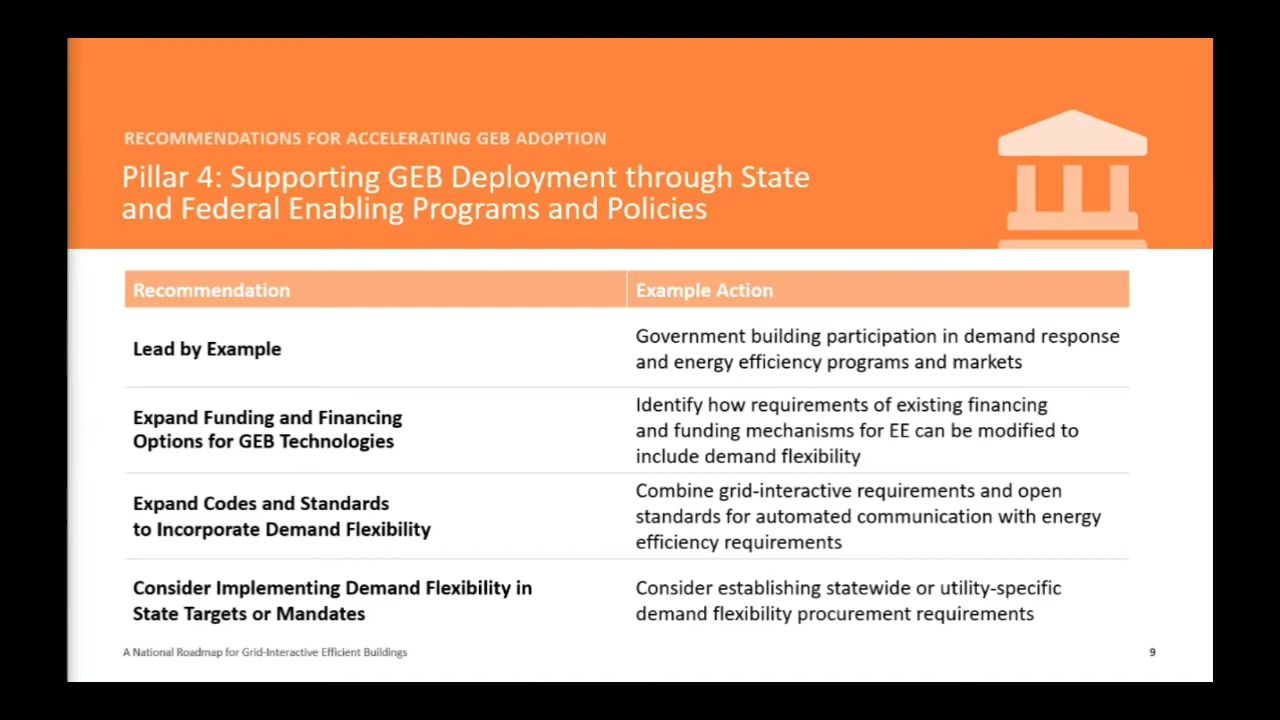 RECOMMENDATIONS FOR ACCELERATING GEB ADOPTION
Pillar 4: Supporting GEB Deployment through State
and Federal Enabling Programs and Policies
Recommendation
Example Action
Lead by Example
Government building participation in demand response
and energy efficiency programs and markets
Expand Funding and Financing
Options for GEB Technologies
Identify how requirements of existing financing
and funding mechanisms for EE can be modified to
include demand flexibility
Expand Codes and Standards
to Incorporate Demand Flexibility
Combine grid-interactive requirements and open
standards for automated communication with energy
efficiency requirements
Consider Implementing Demand Flexibility in
State Targets or Mandates
Consider establishing statewide or utility-specific
demand flexibility procurement requirements
A National Roadmap for Grid-Interactive Efficient Buildings
9